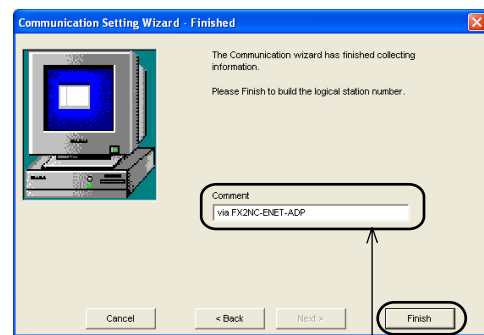 Communication Setting Wizard - Finished
The Communication wizard has finished collecting
information.
Please Finish to build the logical station number.
Comment
via FX2NC-ENET-ADP
Cancel
< Back
Next >
Finish